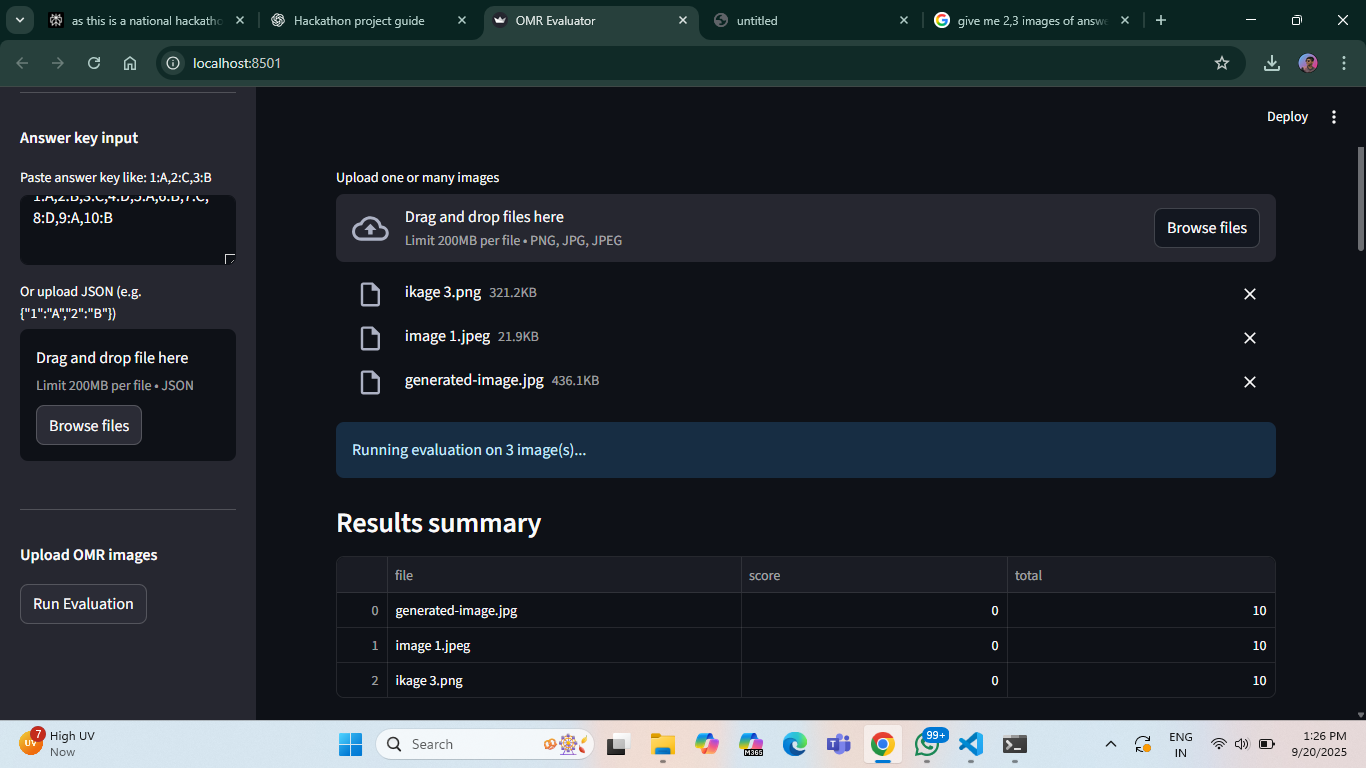 as this is a national hackatho
Hackathon project guide
OMR Evaluator
untitled
give me 2,3 images of answe
localhost:8501
Deploy
Answer key input
Paste answer key like: 1:A,2:C,3:B
1:A,2:B,3:C,4:D,5:A,6:B,7:C,
8:D,9:A,10:B
Or upload JSON (e.g.
{"1":"A","2":"B"})
Drag and drop file here
Limit 200MB per file • JSON
Browse files
Upload OMR images
Run Evaluation
Upload one or many images
Drag and drop files here
Limit 200MB per file • PNG, JPG, JPEG
Browse files
ikage 3.png 321.2KB
image 1.jpeg 21.9KB
generated-image.jpg 436.1KB
Running evaluation on 3 image(s)...
Results summary
file score total
0 generated-image.jpg 0 10
1 image 1.jpeg 0 10
2 ikage 3.png 0 10
7
UV
High UV
Now
Search
M365
99+
ENG
IN
1:26 PM
9/20/2025